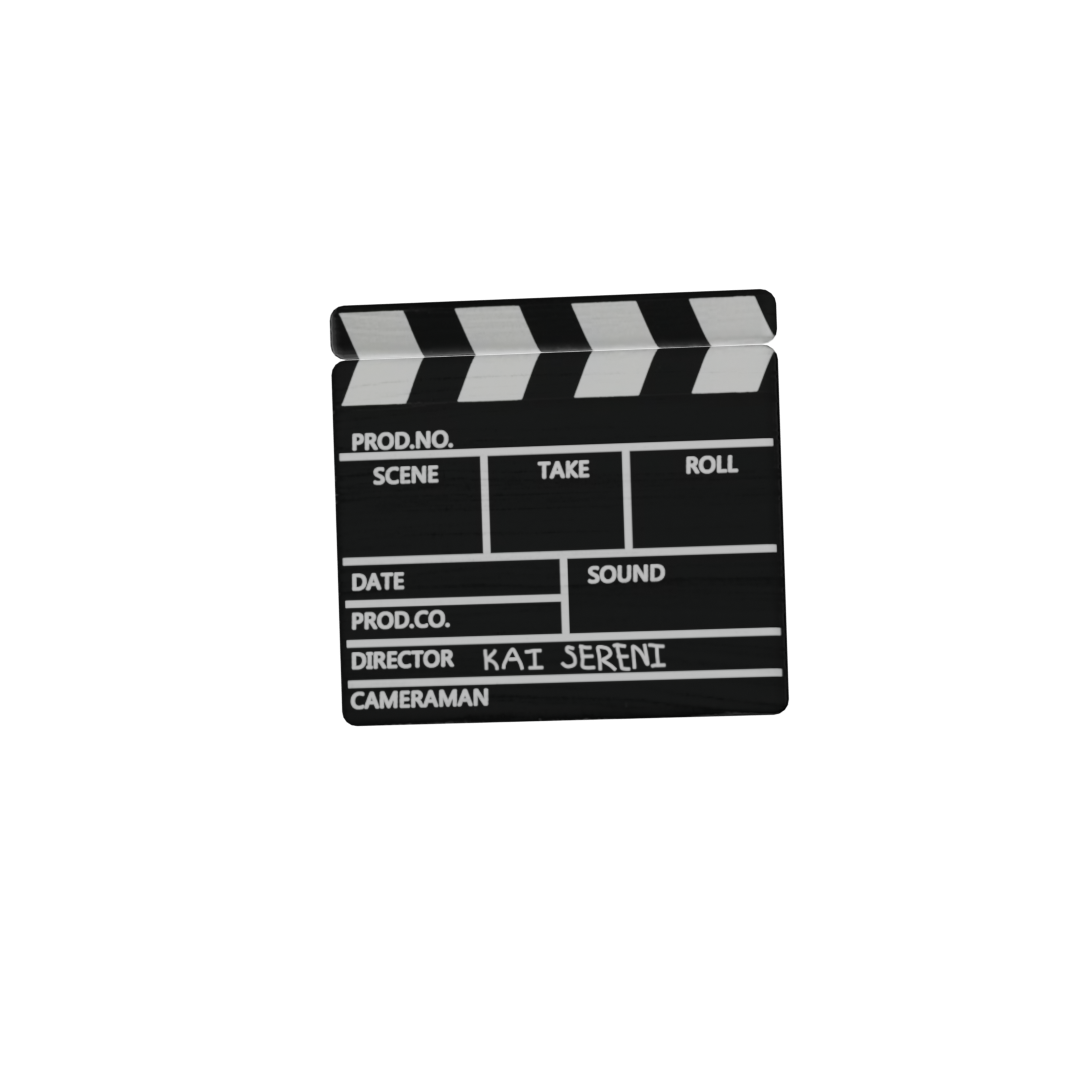 PROD.NO.
SCENE TAKE ROLL
DATE SOUND
PROD.CO.
DIRECTOR KAI SERENI
CAMERAMAN